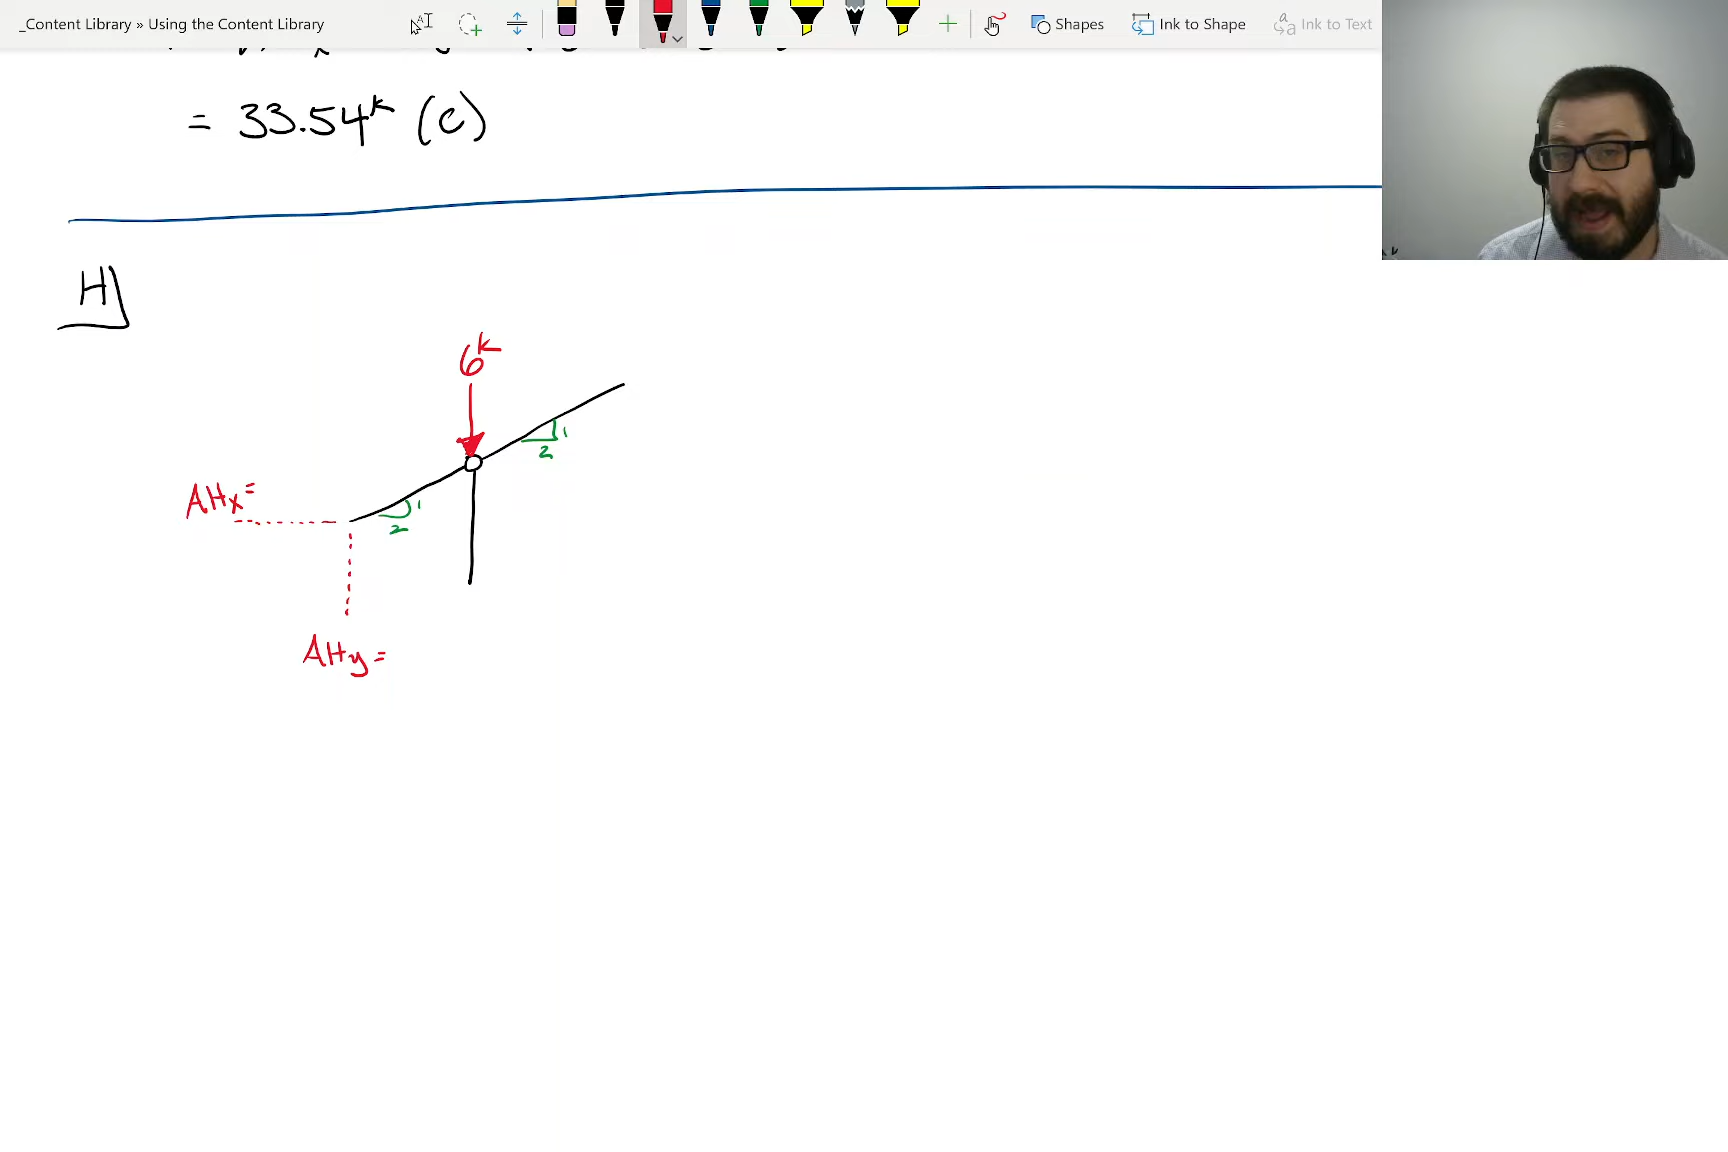 _Content Library » Using the Content Library
Shapes
Ink to Shape
Ink to Text
= 33.54ᵏ (C)
H
6ᵏ
1
2
AHx=
1
2
AHy=